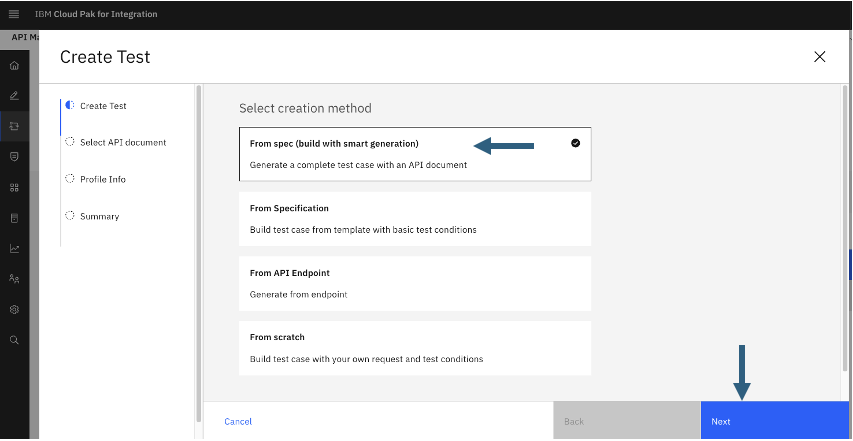 IBM Cloud Pak for Integration
API Ma
Create Test
Create Test
Select API document
Profile Info
Summary
Select creation method
From spec (build with smart generation)
Generate a complete test case with an API document
From Specification
Build test case from template with basic test conditions
From API Endpoint
Generate from endpoint
From scratch
Build test case with your own request and test conditions
Cancel
Back
Next